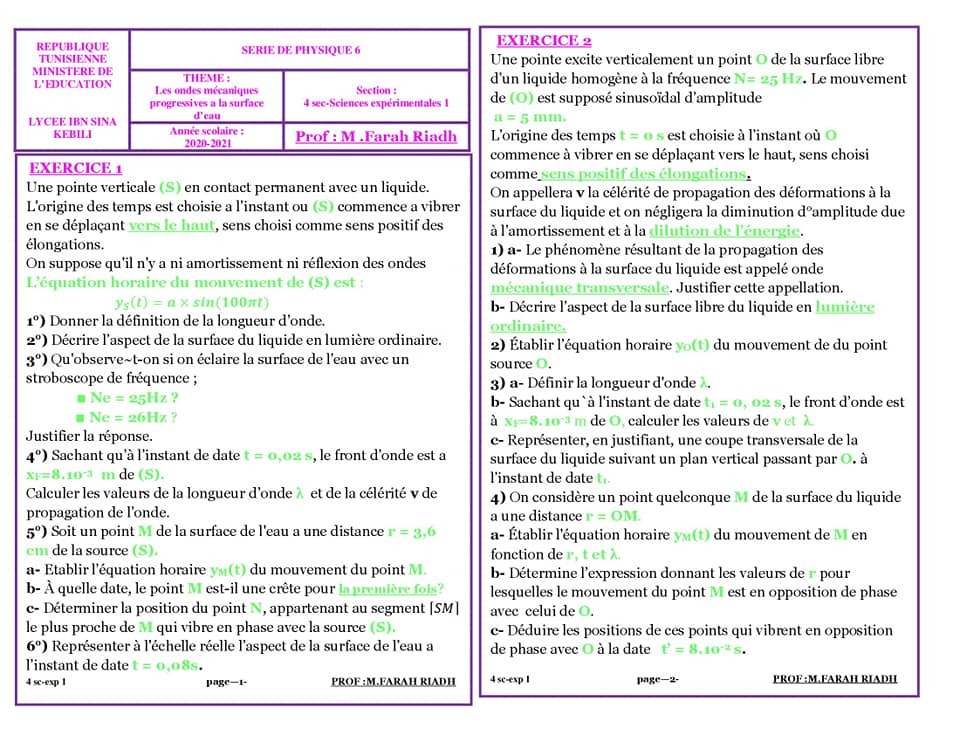 REPUBLIQUE
TUNISIENNE
MINISTERE DE
L'EDUCATION
LYCEE IBN SINA
KEBILI
SERIE DE PHYSIQUE 6
THEME :
Les ondes mécaniques
progressives a la surface
d'eau
Section :
4 sec-Sciences expérimentales 1
Année scolaire :
2020-2021
Prof : M .Farah Riadh
EXERCICE 1
Une pointe verticale (S) en contact permanent avec un liquide.
L'origine des temps est choisie a l'instant ou (S) commence a vibrer
en se déplaçant vers le haut, sens choisi comme sens positif des
élongations.
On suppose qu'il n'y a ni amortissement ni réflexion des ondes
L'équation horaire du mouvement de (S) est :
y_S(t) = a × sin(100πt)
1°) Donner la définition de la longueur d'onde.
2°) Décrire l'aspect de la surface du liquide en lumière ordinaire.
3°) Qu'observe~t-on si on éclaire la surface de l'eau avec un
stroboscope de fréquence ;
■ Ne = 25Hz ?
■ Ne = 26Hz ?
Justifier la réponse.
4°) Sachant qu'à l'instant de date t = 0,02 s, le front d'onde est a
x_F=8.10⁻³ m de (S).
Calculer les valeurs de la longueur d'onde λ et de la célérité v de
propagation de l'onde.
5°) Soit un point M de la surface de l'eau a une distance r = 3,6
cm de la source (S).
a- Etablir l'équation horaire y_M(t) du mouvement du point M.
b- À quelle date, le point M est-il une crête pour la première fois?
c- Déterminer la position du point N, appartenant au segment ⌈SM⌉
le plus proche de M qui vibre en phase avec la source (S).
6°) Représenter à l'échelle réelle l'aspect de la surface de l'eau a
l'instant de date t = 0,08s.
4 sc-exp 1 page—1- PROF :M.FARAH RIADH
EXERCICE 2
Une pointe excite verticalement un point O de la surface libre
d'un liquide homogène à la fréquence N= 25 Hz. Le mouvement
de (O) est supposé sinusoïdal d'amplitude
a = 5 mm.
L'origine des temps t = 0 s est choisie à l'instant où O
commence à vibrer en se déplaçant vers le haut, sens choisi
comme sens positif des élongations.
On appellera v la célérité de propagation des déformations à la
surface du liquide et on négligera la diminution d°amplitude due
à l'amortissement et à la dilution de l'énergie.
1) a- Le phénomène résultant de la propagation des
déformations à la surface du liquide est appelé onde
mécanique transversale. Justifier cette appellation.
b- Décrire l'aspect de la surface libre du liquide en lumière
ordinaire.
2) Établir l'équation horaire y_O(t) du mouvement de du point
source O.
3) a- Définir la longueur d'onde λ.
b- Sachant qu`à l'instant de date t₁ = 0, 02 s, le front d'onde est
à x_F=8.10⁻³ m de O, calculer les valeurs de v et λ.
c- Représenter, en justifiant, une coupe transversale de la
surface du liquide suivant un plan vertical passant par O. à
l'instant de date t₁.
4) On considère un point quelconque M de la surface du liquide
a une distance r = OM.
a- Établir l'équation horaire y_M(t) du mouvement de M en
fonction de r, t et λ.
b- Détermine l'expression donnant les valeurs de r pour
lesquelles le mouvement du point M est en opposition de phase
avec celui de O.
c- Déduire les positions de ces points qui vibrent en opposition
de phase avec O à la date t' = 8.10⁻² s.
4 sc-exp 1 page—2- PROF :M.FARAH RIADH